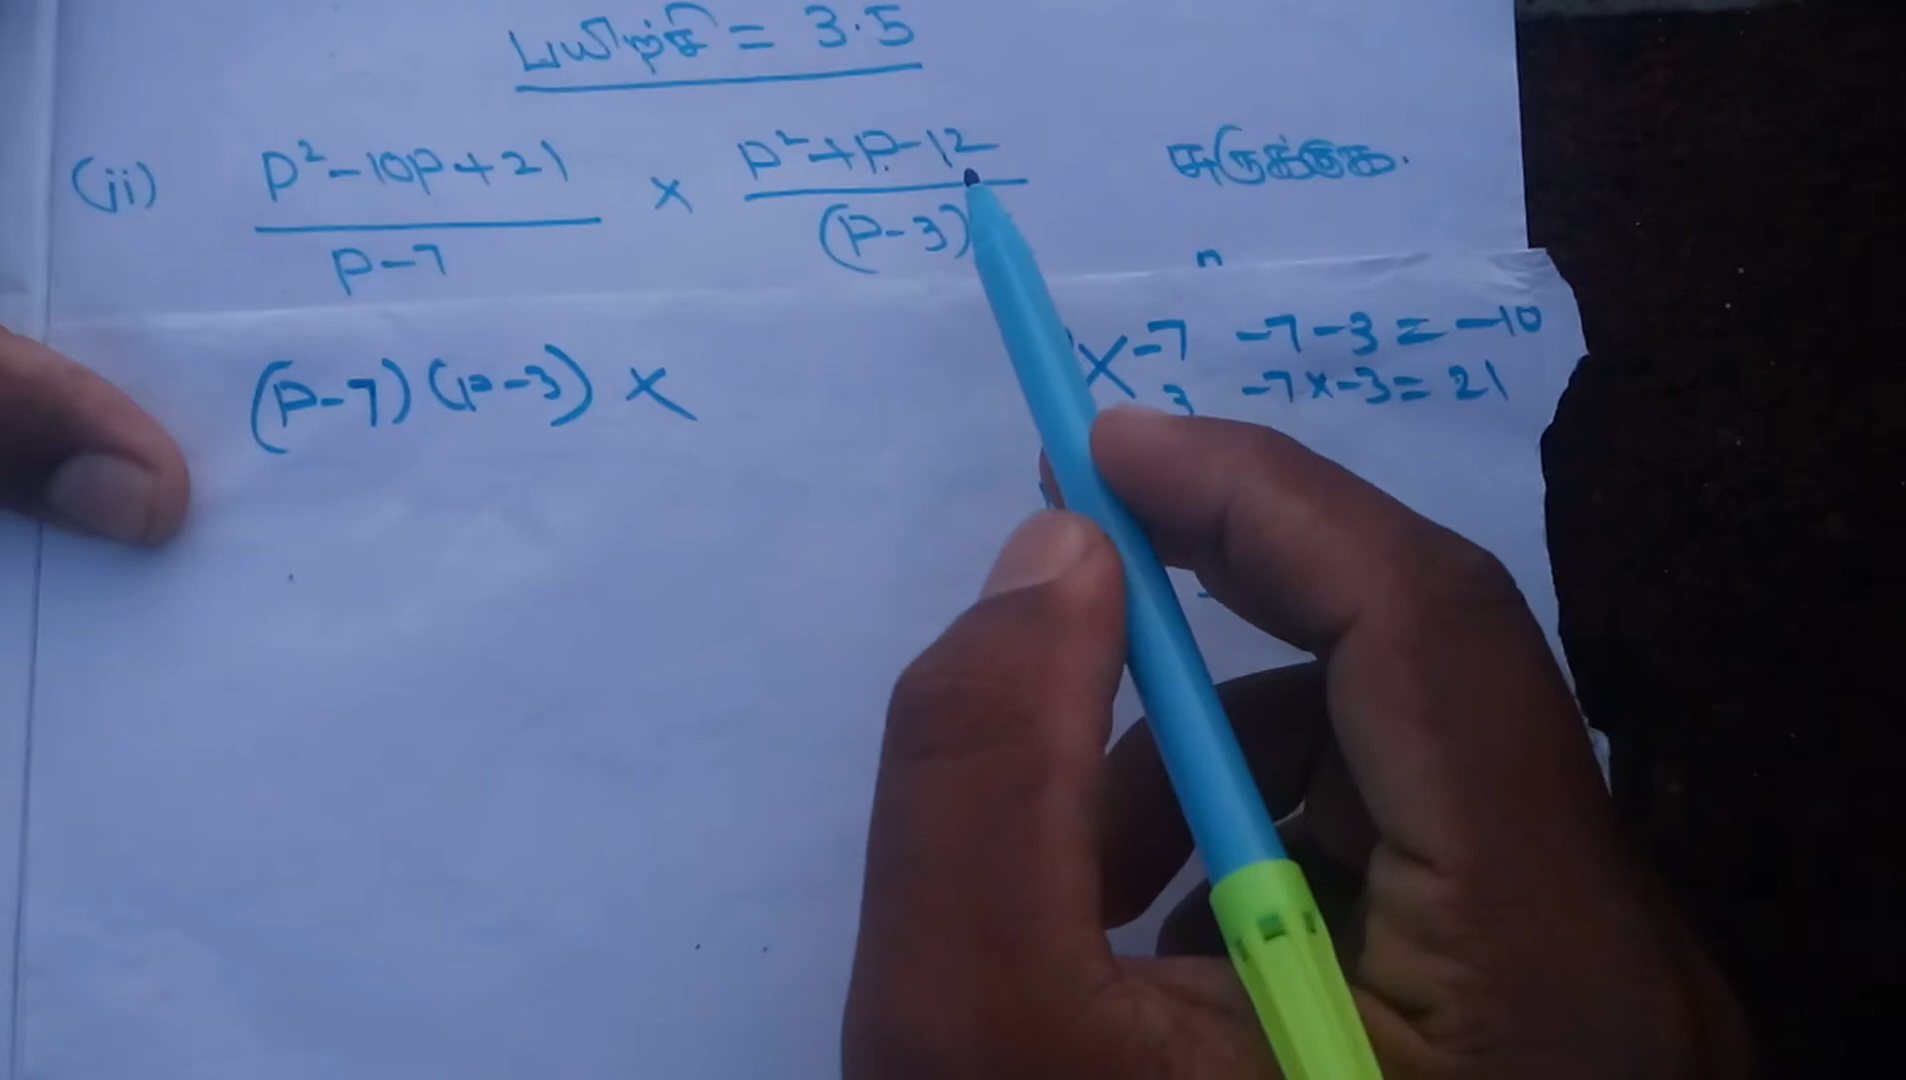 பயிற்சி = 3.5
(ii) p²-10p+21 × p²+p-12 சுருக்குக.
p-7 (p-3)
-7 -7-3=-10
(p-7)(p-3) × × 3 -7×-3=21